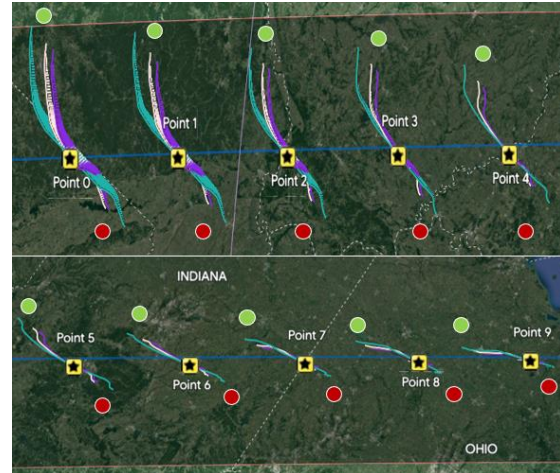 Point 1
Point 3
Point 0
Point 2
Point 4
INDIANA
Point 5
Point 7
Point 9
Point 6
Point 8
OHIO